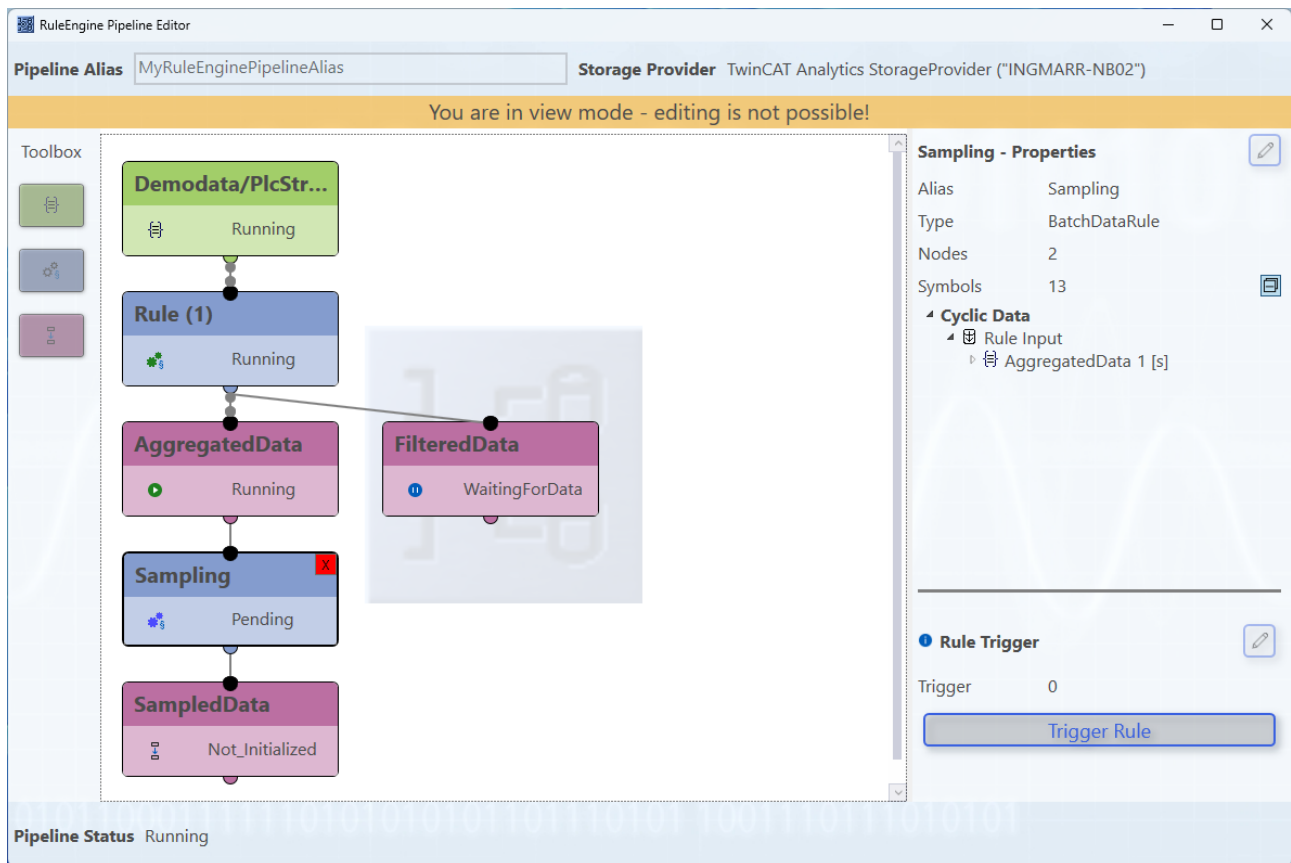 RuleEngine Pipeline Editor
Pipeline Alias MyRuleEnginePipelineAlias Storage Provider TwinCAT Analytics StorageProvider ("INGMARR-NB02")
You are in view mode - editing is not possible!
Toolbox
Demodata/PlcStr...
Running
Rule (1)
Running
AggregatedData
Running
FilteredData
WaitingForData
Sampling X
Pending
SampledData
Not_Initialized
Sampling - Properties
Alias Sampling
Type BatchDataRule
Nodes 2
Symbols 13
Cyclic Data
Rule Input
AggregatedData 1 [s]
Rule Trigger
Trigger 0
Trigger Rule
Pipeline Status Running